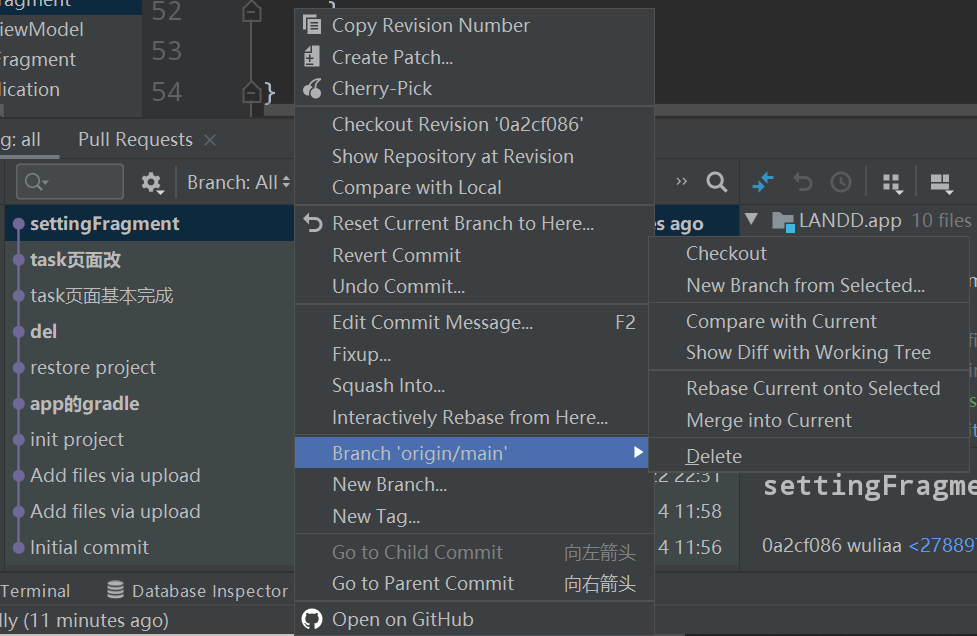 iewModel
ragment
ication
52
53
54
}
g: all
Pull Requests
Branch: All
settingFragment
task页面改
task页面基本完成
del
restore project
app的gradle
init project
Add files via upload
Add files via upload
Initial commit
Copy Revision Number
Create Patch...
Cherry-Pick
Checkout Revision '0a2cf086'
Show Repository at Revision
Compare with Local
Reset Current Branch to Here...
Revert Commit
Undo Commit...
Edit Commit Message... F2
Fixup...
Squash Into...
Interactively Rebase from Here...
Branch 'origin/main'
New Branch...
New Tag...
Go to Child Commit 向左箭头
Go to Parent Commit 向右箭头
Open on GitHub
s ago
LANDD.app 10 files
Checkout
New Branch from Selected...
Compare with Current
Show Diff with Working Tree
Rebase Current onto Selected
Merge into Current
Delete
4 11:58
4 11:56
settingFragme
0a2cf086 wuliaa <27889
Terminal
Database Inspector
lly (11 minutes ago)